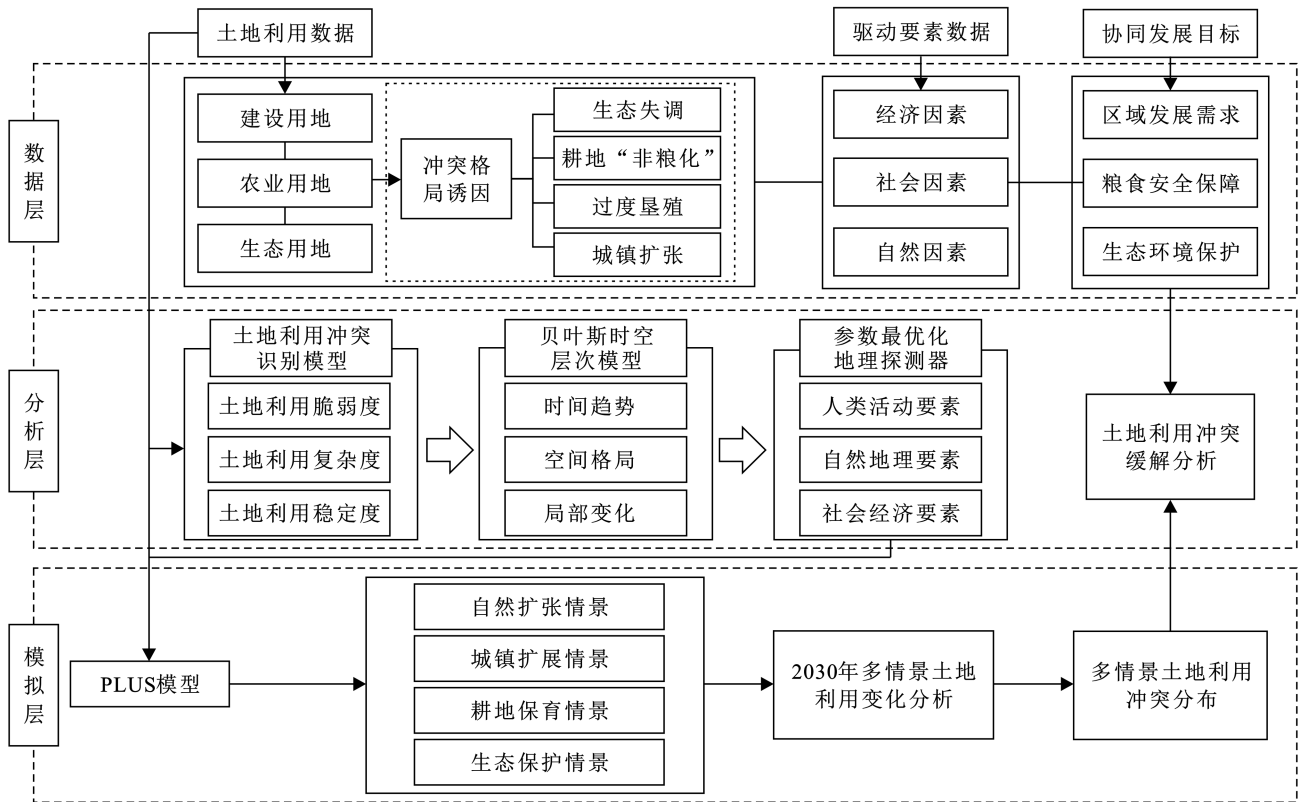 土地利用数据
驱动要素数据
协同发展目标
数据层
建设用地
农业用地
生态用地
冲突格
局诱因
生态失调
耕地“非粮化”
过度垦殖
城镇扩张
经济因素
社会因素
自然因素
区域发展需求
粮食安全保障
生态环境保护
分析层
土地利用冲突
识别模型
土地利用脆弱度
土地利用复杂度
土地利用稳定度
贝叶斯时空
层次模型
时间趋势
空间格局
局部变化
参数最优化
地理探测器
人类活动要素
自然地理要素
社会经济要素
土地利用冲突
缓解分析
模拟层
PLUS模型
自然扩张情景
城镇扩展情景
耕地保育情景
生态保护情景
2030年多情景土地
利用变化分析
多情景土地利用
冲突分布